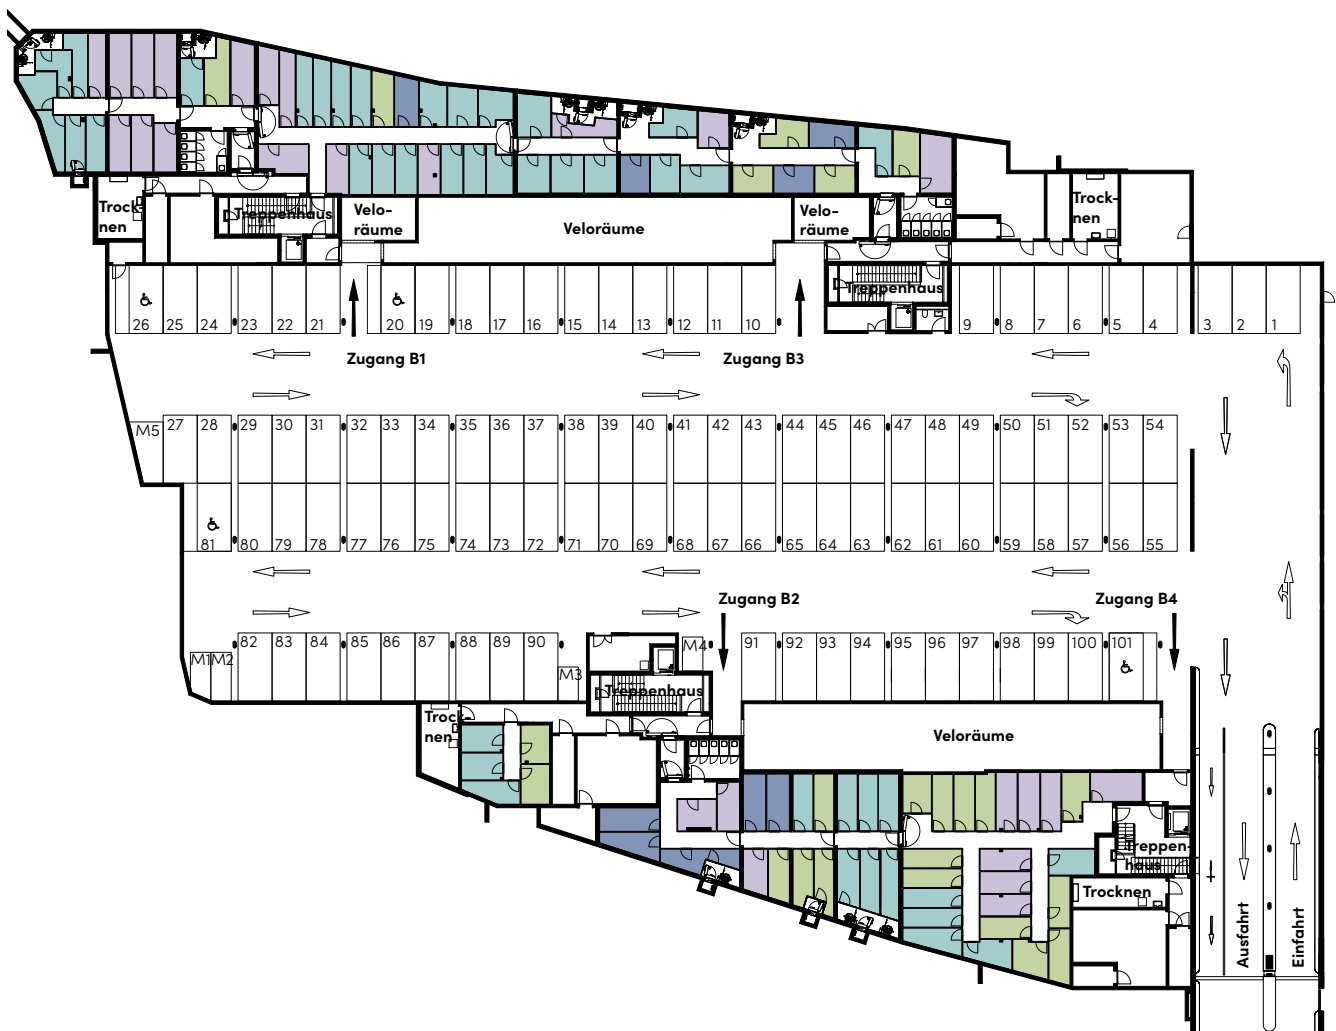 Trock-
nen
Treppenhaus
Velo-
räume
Veloräume
Velo-
räume
Trock-
nen
Treppenhaus
26 25 24 23 22 21 20 19 18 17 16 15 14 13 12 11 10 9 8 7 6 5 4 3 2 1
Zugang B1
Zugang B3
M5 27 28 29 30 31 32 33 34 35 36 37 38 39 40 41 42 43 44 45 46 47 48 49 50 51 52 53 54
81 80 79 78 77 76 75 74 73 72 71 70 69 68 67 66 65 64 63 62 61 60 59 58 57 56 55
Zugang B2
Zugang B4
M1 M2 82 83 84 85 86 87 88 89 90 M3 M4 91 92 93 94 95 96 97 98 99 100 101
Treppenhaus
Trock-
nen
Veloräume
Treppen-
haus
Trocknen
Ausfahrt
Einfahrt